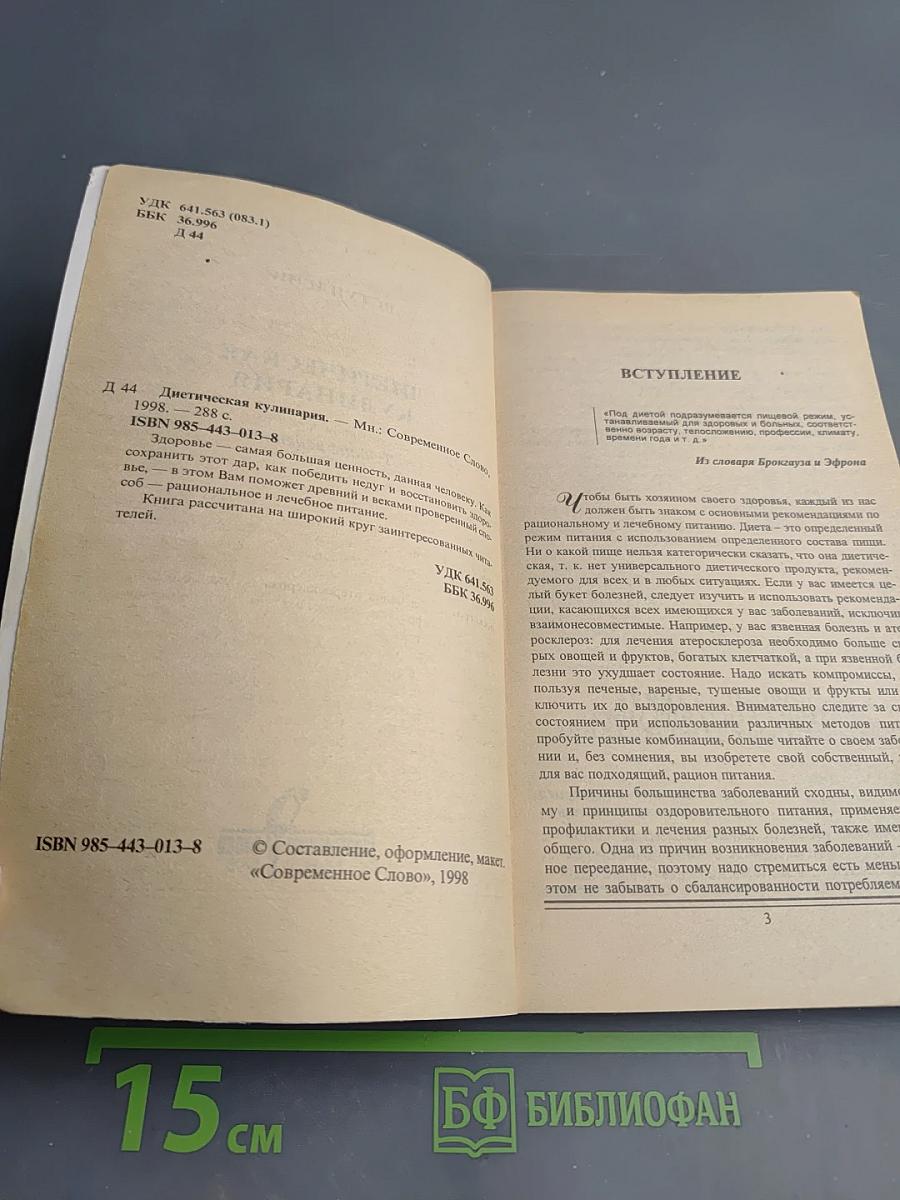 УДК 641.563 (083.1)
ББК 36.996
Д 44
Д 44 Диетическая кулинария. — Мн.: Современное Слово,
1998. — 288 с.
ISBN 985–443–013–8
Здоровье — самая большая ценность, данная человеку. Как
сохранить этот дар, как победить недуг и восстановить здоро-
вье, — в этом Вам поможет древний и веками проверенный спо-
соб — рациональное и лечебное питание.
Книга рассчитана на широкий круг заинтересованных чита-
телей.
УДК 641.563
ББК 36.996
ISBN 985–443–013–8
© Составление, оформление, макет.
«Современное Слово», 1998
ВСТУПЛЕНИЕ
«Под диетой подразумевается пищевой режим, ус-
танавливаемый для здоровых и больных, соответст-
венно возрасту, телосложению, профессии, климату,
времени года и т. д.»
Из словаря Брокгауза и Эфрона
Чтобы быть хозяином своего здоровья, каждый из нас
должен быть знаком с основными рекомендациями по
рациональному и лечебному питанию. Диета – это определенный
режим питания с использованием определенного состава пищи.
Ни о какой пище нельзя категорически сказать, что она диетиче-
ская, т. к. нет универсального диетического продукта, рекомен-
дуемого для всех и в любых ситуациях. Если у вас имеется це-
лый букет болезней, следует изучить и использовать рекоменда-
ции, касающихся всех имеющихся у вас заболеваний, исключив
взаимонесовместимые. Например, у вас язвенная болезнь и ате
росклероз: для лечения атеросклероза необходимо больше с
рых овощей и фруктов, богатых клетчаткой, а при язвенной б
лезни это ухудшает состояние. Надо искать компромиссы,
пользуя печеные, вареные, тушеные овощи и фрукты или
ключить их до выздоровления. Внимательно следите за с
состоянием при использовании различных методов пит
пробуйте разные комбинации, больше читайте о своем забо
нии и, без сомнения, вы изобретете свой собственный,
для вас подходящий, рацион питания.
Причины большинства заболеваний сходны, видим
му и принципы оздоровительного питания, применяе
профилактики и лечения разных болезней, также име
общего. Одна из причин возникновения заболеваний -
ное переедание, поэтому надо стремиться есть мень
этом не забывать о сбалансированности потребляем
3
15 см
БФ БИБЛИОФАН